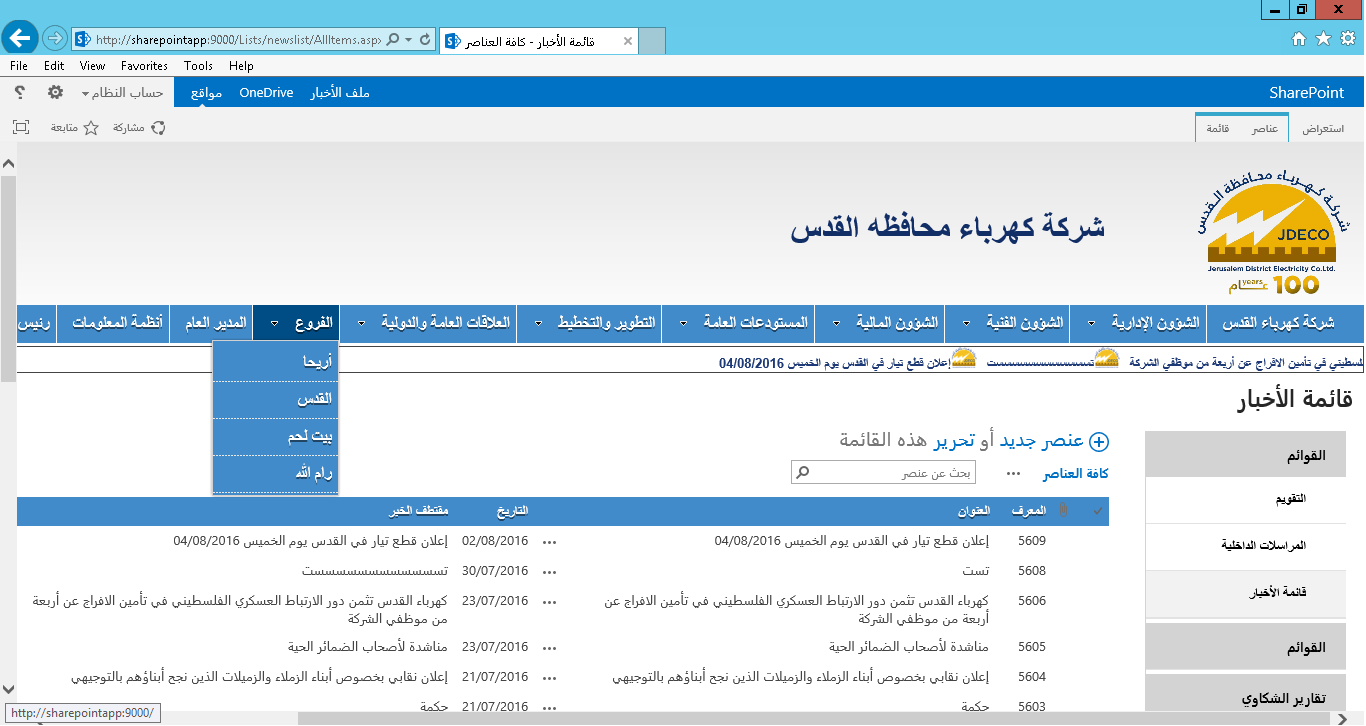 http://sharepointapp:9000/Lists/newslist/AllItems.aspx
قائمة الأخبار - كافة العناصر
File Edit View Favorites Tools Help
SharePoint
ملف الأخبار OneDrive مواقع
حساب النظام
?
استعراض عناصر قائمة
مشاركة متابعة
شركة كهرباء محافظة القدس
JDECO
Jerusalem District Electricity Co.Ltd.
100 years عــام
شركة كهرباء محافظه القدس
شركة كهرباء القدس الشؤون الإدارية الشؤون الفنية الشؤون المالية المستودعات العامة التطوير والتخطيط العلاقات العامة والدولية الفروع المدير العام أنظمة المعلومات رئيس
أريحا
القدس
بيت لحم
رام الله
لسطيني في تأمين الافراج عن أربعة من موظفي الشركة تسسسسسسسسسسسسسست إعلان قطع تيار في القدس يوم الخميس 04/08/2016
قائمة الأخبار
القوائم
التقويم
المراسلات الداخلية
قائمة الأخبار
القوائم
تقارير الشكاوي
عنصر جديد أو تحرير هذه القائمة
كافة العناصر ••• بحث عن عنصر
المعرف العنوان التاريخ مقتطف الخبر
5609 إعلان قطع تيار في القدس يوم الخميس 04/08/2016 ••• 02/08/2016 إعلان قطع تيار في القدس يوم الخميس 04/08/2016
5608 تست ••• 30/07/2016 تسسسسسسسسسسسسسست
5606 كهرباء القدس تثمن دور الارتباط العسكري الفلسطيني في تأمين الافراج عن ••• 23/07/2016 كهرباء القدس تثمن دور الارتباط العسكري الفلسطيني في تأمين الافراج عن أربعة
أربعة من موظفي الشركة من موظفي الشركة
5605 مناشدة لأصحاب الضمائر الحية ••• 23/07/2016 مناشدة لأصحاب الضمائر الحية
5604 إعلان نقابي بخصوص أبناء الزملاء والزميلات الذين نجح أبناؤهم بالتوجيهي ••• 21/07/2016 إعلان نقابي بخصوص أبناء الزملاء والزميلات الذين نجح أبناؤهم بالتوجيهي
5603 حكمة ••• 21/07/2016 حكمة
http://sharepointapp:9000/